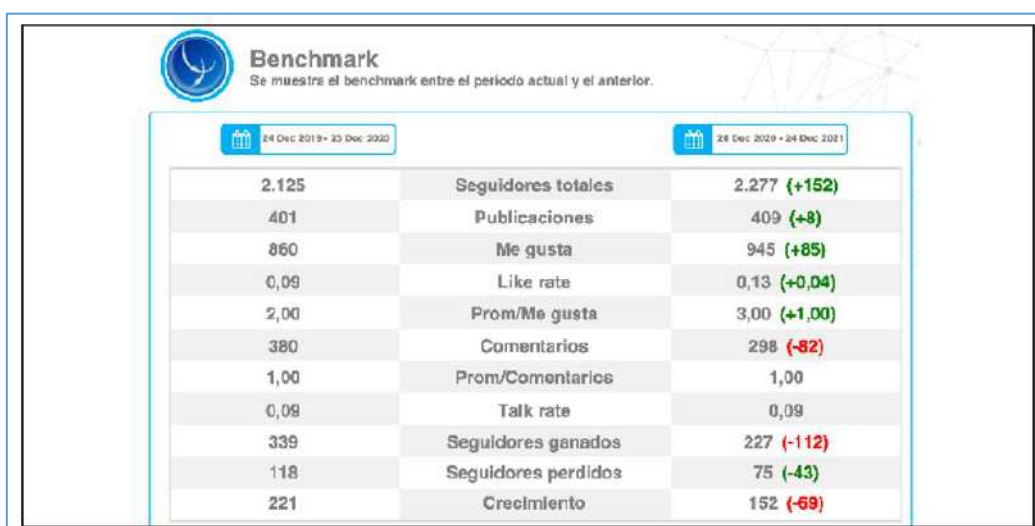 Benchmark
Se muestra el benchmark entre el periodo actual y el anterior.
24 Dec 2019 - 23 Dec 2020
24 Dec 2020 - 24 Dec 2021
2.125 Seguidores totales 2.277 (+152)
401 Publicaciones 409 (+8)
860 Me gusta 945 (+85)
0,09 Like rate 0,13 (+0,04)
2,00 Prom/Me gusta 3,00 (+1,00)
380 Comentarios 298 (-82)
1,00 Prom/Comentarios 1,00
0,09 Talk rate 0,09
339 Seguidores ganados 227 (-112)
118 Seguidores perdidos 75 (-43)
221 Crecimiento 152 (-69)